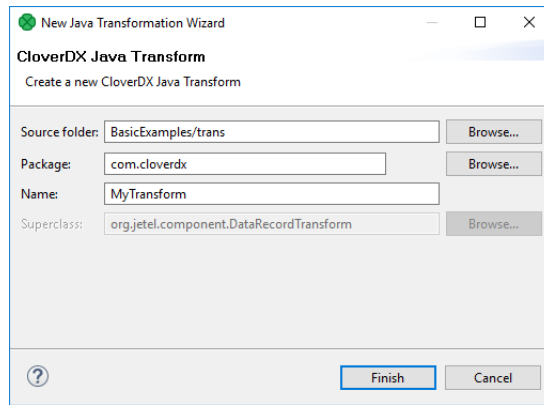 New Java Transformation Wizard
CloverDX Java Transform
Create a new CloverDX Java Transform
Source folder: BasicExamples/trans Browse...
Package: com.cloverdx Browse...
Name: MyTransform
Superclass: org.jetel.component.DataRecordTransform Browse...
? Finish Cancel